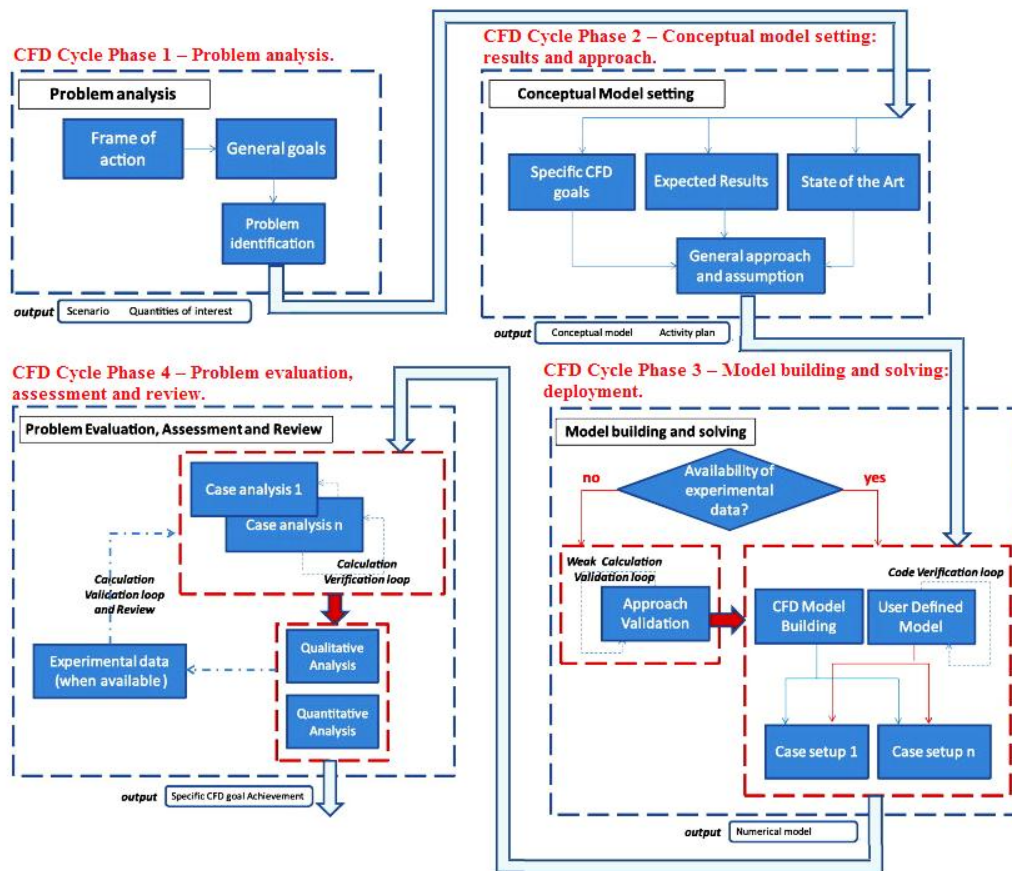 CFD Cycle Phase 1 – Problem analysis.
Problem analysis
Frame of
action
General goals
Problem
identification
output
Scenario Quantities of interest
CFD Cycle Phase 2 – Conceptual model setting:
results and approach.
Conceptual Model setting
Specific CFD
goals
Expected Results
State of the Art
General approach
and assumption
output
Conceptual model Activity plan
CFD Cycle Phase 3 – Model building and solving:
deployment.
Model building and solving
Availability of
experimental
data?
no
yes
Weak Calculation
Validation loop
Approach
Validation
Code Verification loop
CFD Model
Building
User Defined
Model
Case setup 1
Case setup n
output
Numerical model
CFD Cycle Phase 4 – Problem evaluation,
assessment and review.
Problem Evaluation, Assessment and Review
Case analysis 1
Case analysis n
Calculation
Verification loop
Calculation
Validation loop
and Review
Qualitative
Analysis
Experimental data
(when available)
Quantitative
Analysis
output
Specific CFD goal Achievement